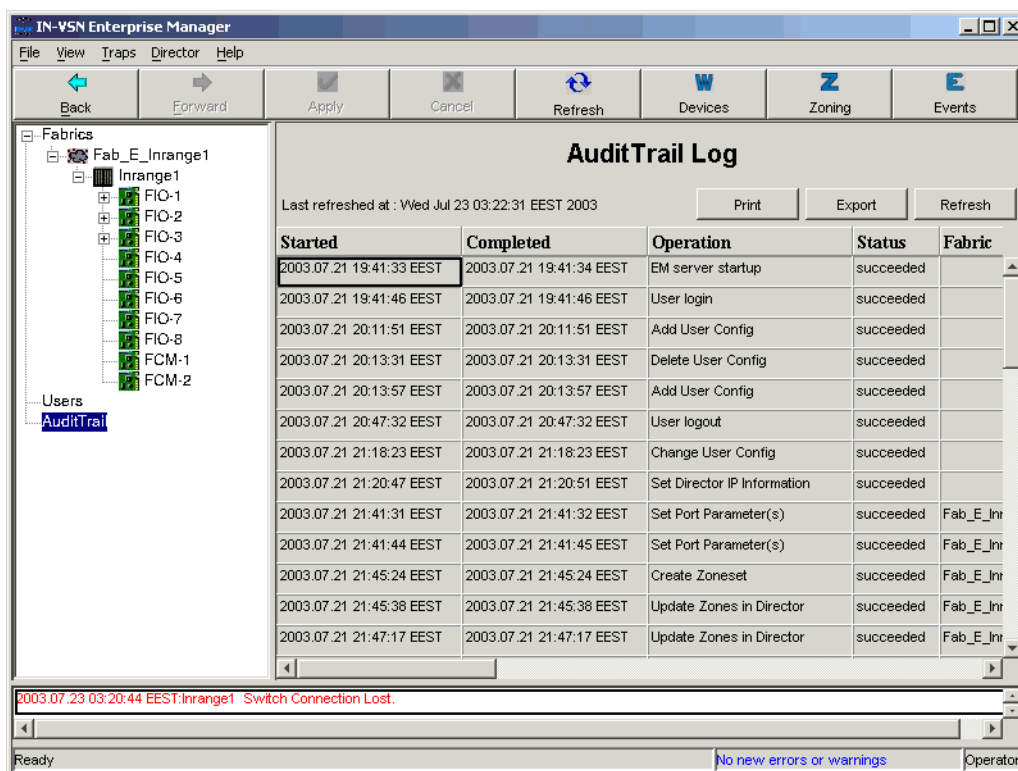 IN-VSN Enterprise Manager
File View Traps Director Help
Back Forward Apply Cancel Refresh Devices Zoning Events
Fabrics
Fab_E_Inrange1
Inrange1
FIO-1
FIO-2
FIO-3
FIO-4
FIO-5
FIO-6
FIO-7
FIO-8
FCM-1
FCM-2
Users
AuditTrail
AuditTrail Log
Last refreshed at : Wed Jul 23 03:22:31 EEST 2003 Print Export Refresh
Started Completed Operation Status Fabric
2003.07.21 19:41:33 EEST 2003.07.21 19:41:34 EEST EM server startup succeeded
2003.07.21 19:41:46 EEST 2003.07.21 19:41:46 EEST User login succeeded
2003.07.21 20:11:51 EEST 2003.07.21 20:11:51 EEST Add User Config succeeded
2003.07.21 20:13:31 EEST 2003.07.21 20:13:31 EEST Delete User Config succeeded
2003.07.21 20:13:57 EEST 2003.07.21 20:13:57 EEST Add User Config succeeded
2003.07.21 20:47:32 EEST 2003.07.21 20:47:32 EEST User logout succeeded
2003.07.21 21:18:23 EEST 2003.07.21 21:18:23 EEST Change User Config succeeded
2003.07.21 21:20:47 EEST 2003.07.21 21:20:51 EEST Set Director IP Information succeeded
2003.07.21 21:41:31 EEST 2003.07.21 21:41:32 EEST Set Port Parameter(s) succeeded Fab_E_Inr
2003.07.21 21:41:44 EEST 2003.07.21 21:41:45 EEST Set Port Parameter(s) succeeded Fab_E_Inr
2003.07.21 21:45:24 EEST 2003.07.21 21:45:24 EEST Create Zoneset succeeded Fab_E_Inr
2003.07.21 21:45:38 EEST 2003.07.21 21:45:38 EEST Update Zones in Director succeeded Fab_E_Inr
2003.07.21 21:47:17 EEST 2003.07.21 21:47:17 EEST Update Zones in Director succeeded Fab_E_Inr
2003.07.23 03:20:44 EEST:Inrange1 Switch Connection Lost.
Ready No new errors or warnings Operator